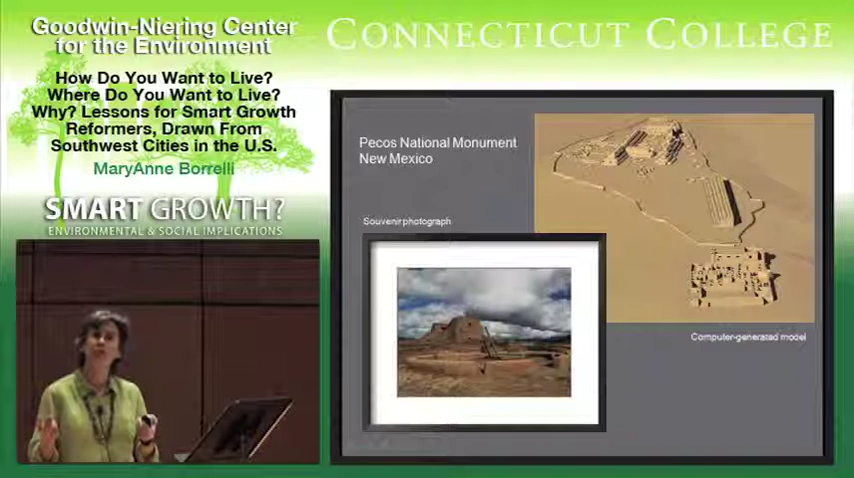 Goodwin-Niering Center
for the Environment
CONNECTICUT COLLEGE
How Do You Want to Live?
Where Do You Want to Live?
Why? Lessons for Smart Growth
Reformers, Drawn From
Southwest Cities in the U.S.
MaryAnne Borrelli
SMART GROWTH?
ENVIRONMENTAL & SOCIAL IMPLICATIONS
Pecos National Monument
New Mexico
Souvenir photograph
Computer-generated model